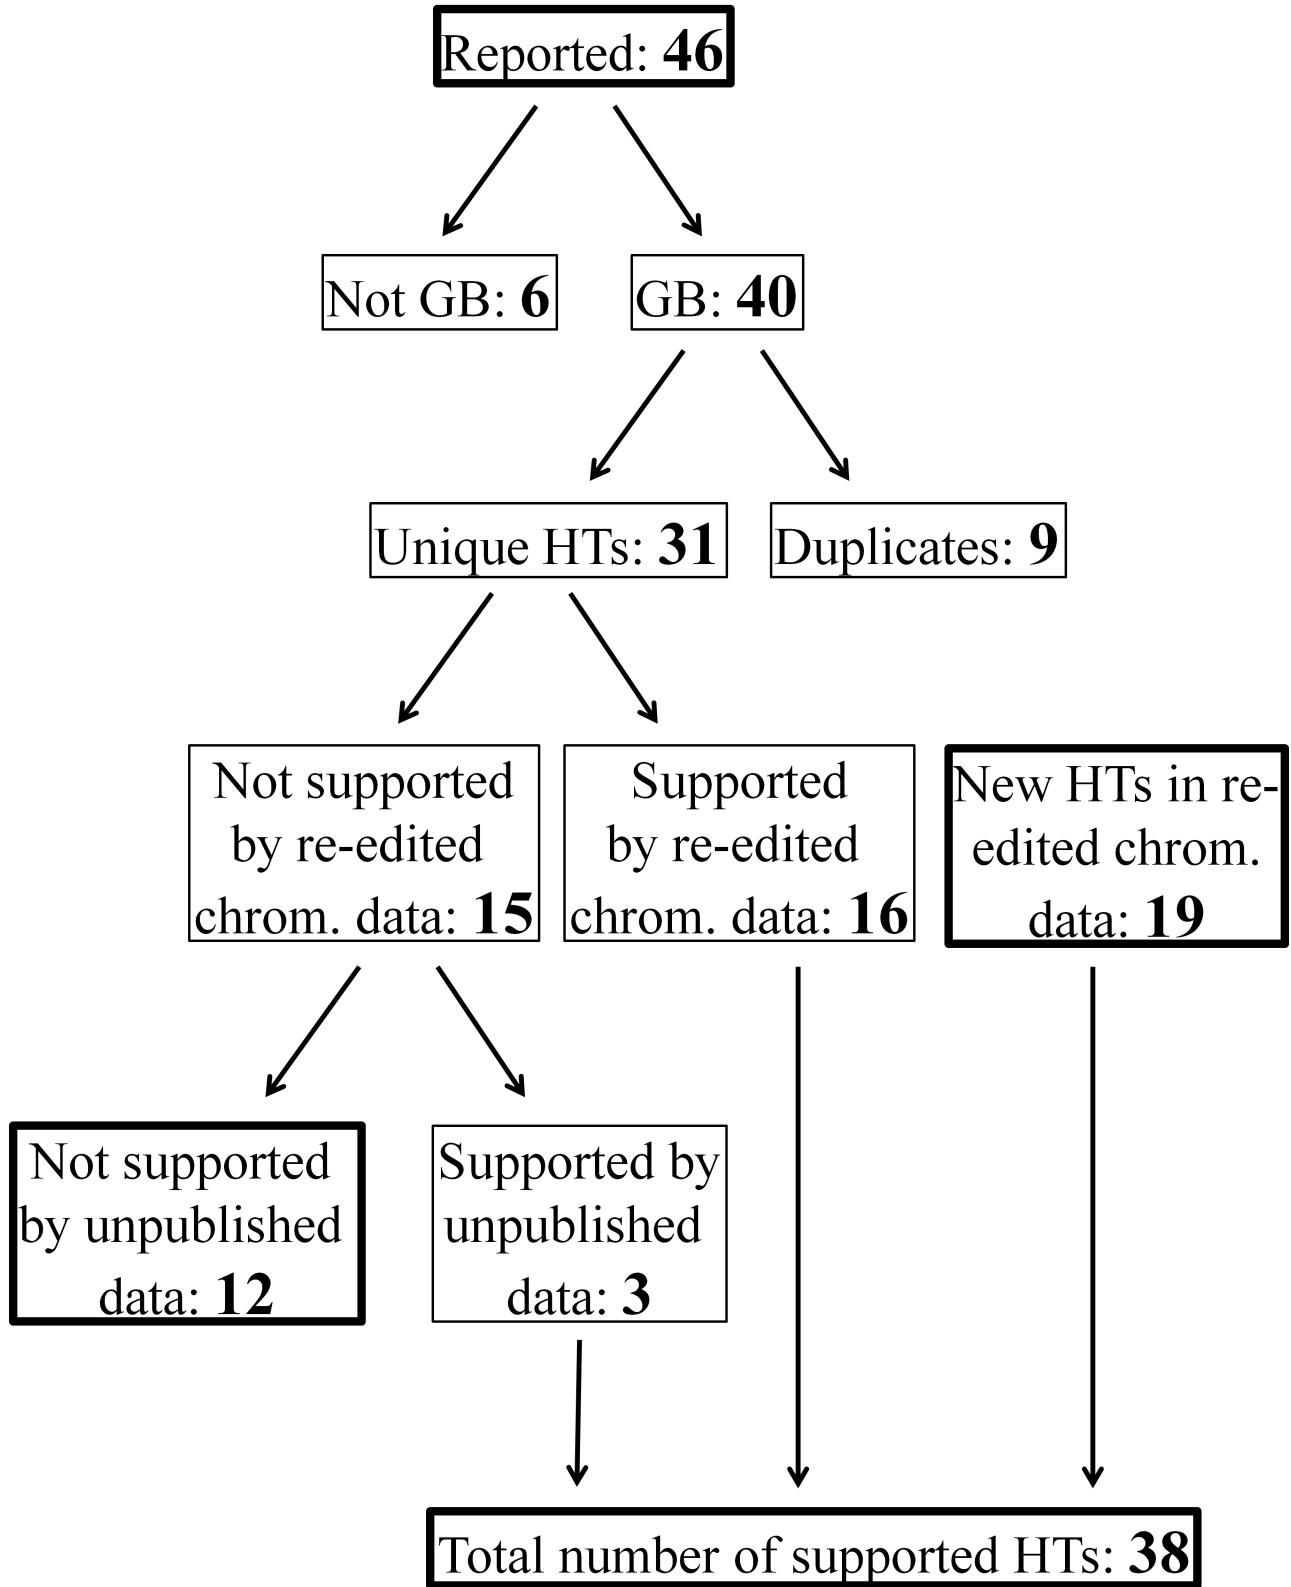 Reported: 46
Not GB: 6
GB: 40
Unique HTs: 31
Duplicates: 9
Not supported
by re-edited
chrom. data: 15
Supported
by re-edited
chrom. data: 16
New HTs in re-
edited chrom.
data: 19
Not supported
by unpublished
data: 12
Supported by
unpublished
data: 3
Total number of supported HTs: 38